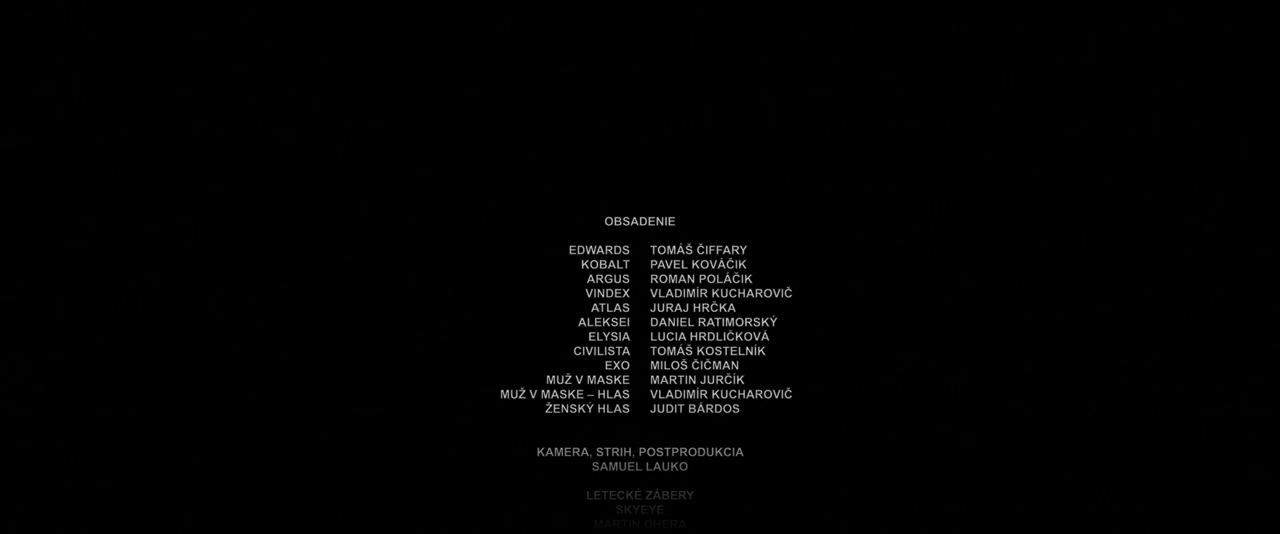 OBSADENIE
EDWARDS TOMÁŠ ČIFFARY
KOBALT PAVEL KOVÁČIK
ARGUS ROMAN POLÁČIK
VINDEX VLADIMÍR KUCHAROVIČ
ATLAS JURAJ HRČKA
ALEKSEI DANIEL RATIMORSKÝ
ELYSIA LUCIA HRDLIČKOVÁ
CIVILISTA TOMÁŠ KOSTELNÍK
EXO MILOŠ ČIČMAN
MUŽ V MASKE MARTIN JURČÍK
MUŽ V MASKE – HLAS VLADIMÍR KUCHAROVIČ
ŽENSKÝ HLAS JUDIT BÁRDOS
KAMERA, STRIH, POSTPRODUKCIA
SAMUEL LAUKO
LETECKÉ ZÁBERY
SKYEYE
MARTIN OHERA